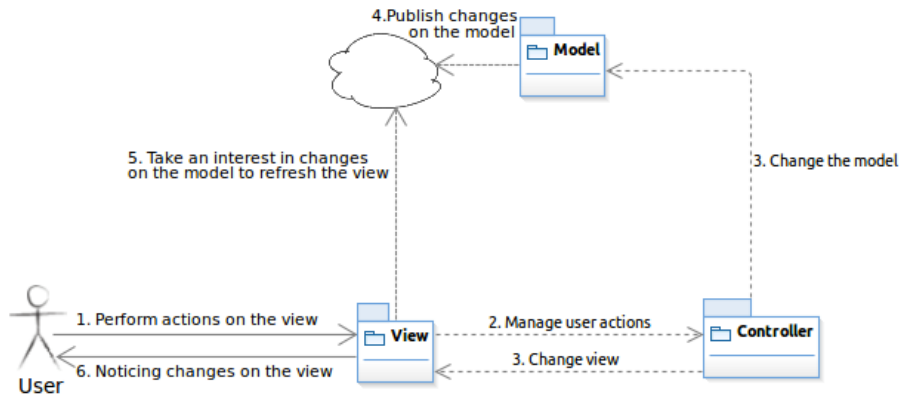 4.Publish changes
on the model
Model
5. Take an interest in changes
on the model to refresh the view
3. Change the model
1. Perform actions on the view
View
2. Manage user actions
Controller
3. Change view
6. Noticing changes on the view
User